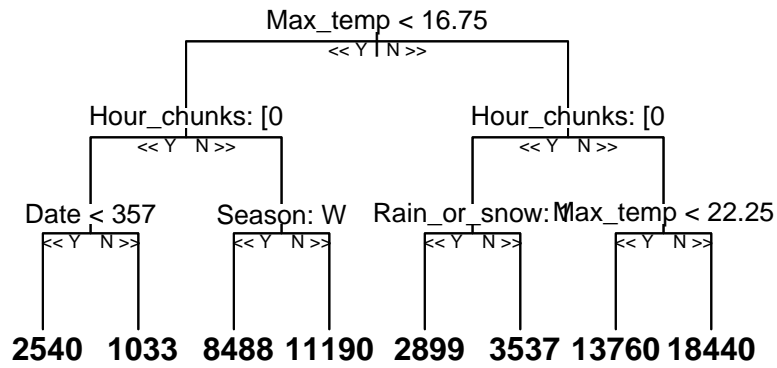 Max_temp < 16.75
<< Y N >>
Hour_chunks: [0 Hour_chunks: [0
<< Y N >> << Y N >>
Date < 357 Season: W Rain_or_snow: 1 Max_temp < 22.25
<< Y N >> << Y N >> << Y N >> << Y N >>
2540 1033 8488 11190 2899 3537 13760 18440